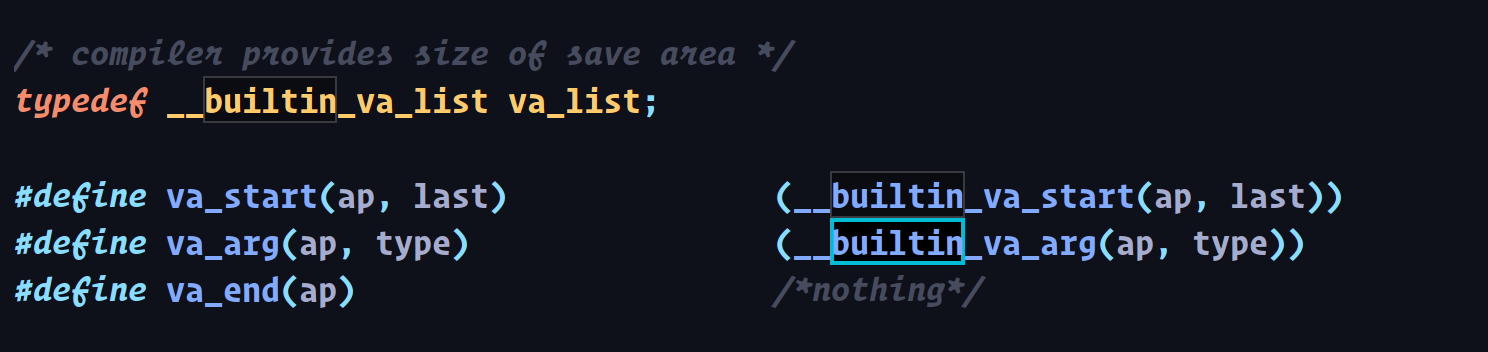 /* compiler provides size of save area */
typedef __builtin_va_list va_list;
#define va_start(ap, last) (__builtin_va_start(ap, last))
#define va_arg(ap, type) (__builtin_va_arg(ap, type))
#define va_end(ap) /*nothing*/